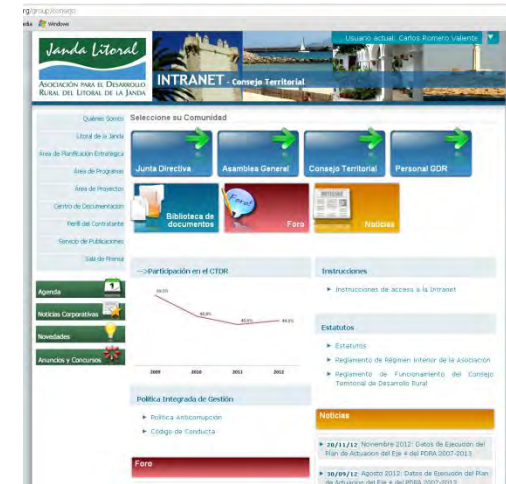 rg/group/consejo
edia Windows
Janda Litoral
ASOCIACIÓN PARA EL DESARROLLO
RURAL DEL LITORAL DE LA JANDA
Usuario actual: Carlos Romero Valiente
INTRANET - Consejo Territorial
Quiénes Somos
Litoral de la Janda
Área de Planificación Estratégica
Área de Programas
Área de Proyectos
Centro de Documentación
Perfil del Contratante
Servicio de Publicaciones
Sala de Prensa
Agenda
1
Noticias Corporativas
Novedades
Anuncios y Concursos
Seleccione su Comunidad
Junta Directiva
Asamblea General
Consejo Territorial
Personal GDR
Biblioteca de
documentos
Foro
Noticias
-->Participación en el CTDR
2009 2010 2011 2012
Política Integrada de Gestión
Política Anticorrupción
Código de Conducta
Foro
Instrucciones
Instrucciones de acceso a la Intranet
Estatutos
Estatutos
Reglamento de Régimen Interior de la Asociación
Reglamento de Funcionamiento del Consejo
Territorial de Desarrollo Rural
Noticias
20/11/12 Noviembre 2012: Datos de Ejecución del
Plan de Actuación del Eje 4 del PDRA 2007-2013
30/09/12 Agosto 2012: Datos de Ejecución del Plan
de Actuación del Eje 4 del PDRA 2007-2013